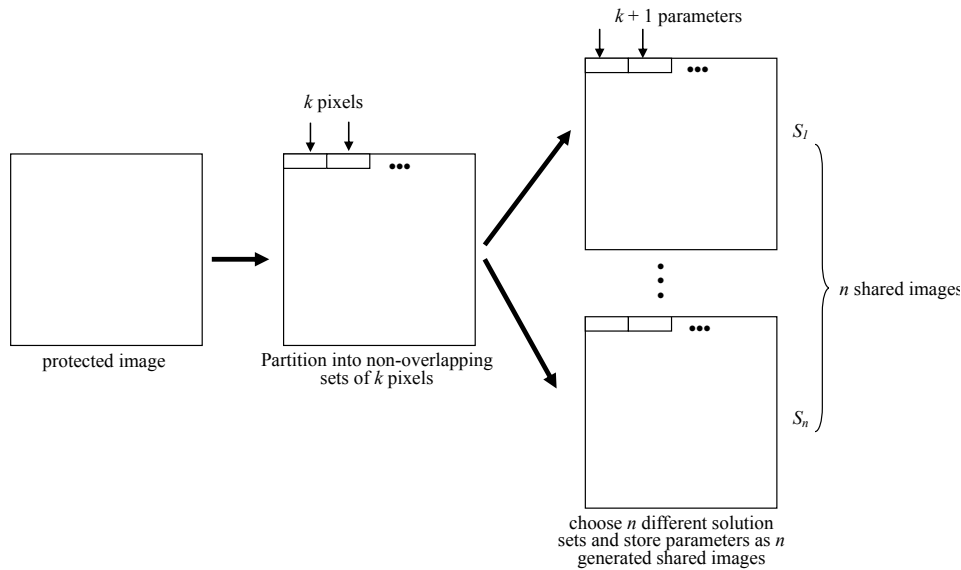 k + 1 parameters
k pixels
S1
n shared images
protected image
Partition into non-overlapping
sets of k pixels
Sn
choose n different solution
sets and store parameters as n
generated shared images